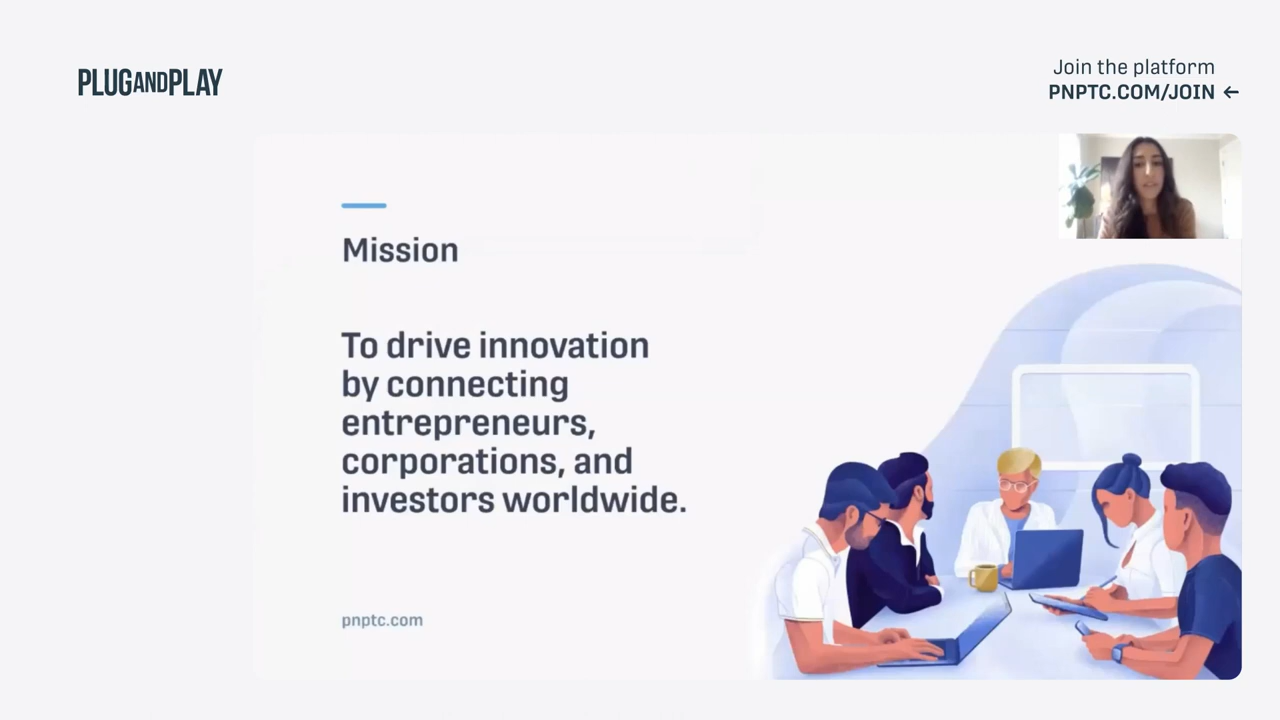 PLUGANDPLAY
Join the platform
PNPTC.COM/JOIN ←
Mission
To drive innovation
by connecting
entrepreneurs,
corporations, and
investors worldwide.
pnptc.com